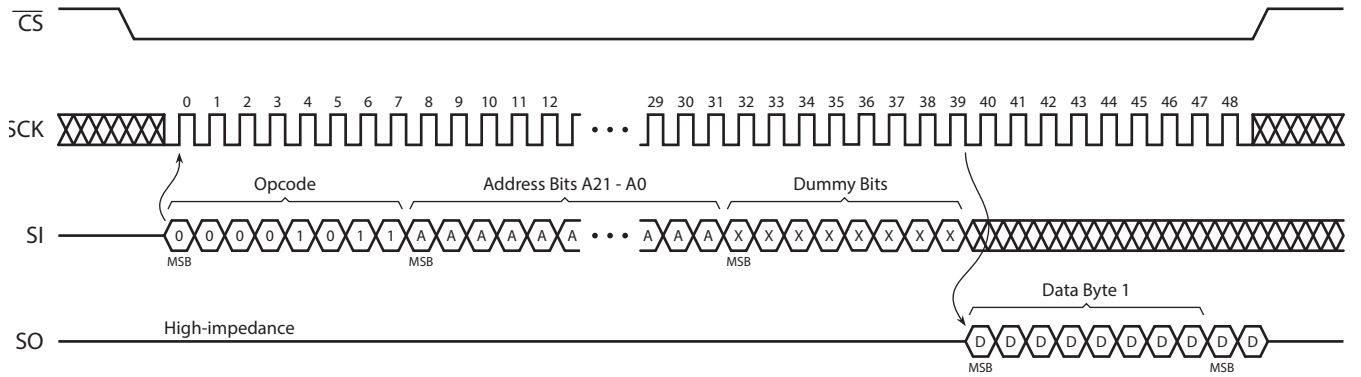 CS
0 1 2 3 4 5 6 7 8 9 10 11 12 29 30 31 32 33 34 35 36 37 38 39 40 41 42 43 44 45 46 47 48
SCK
Opcode Address Bits A21 - A0 Dummy Bits
SI 0 0 0 0 1 0 1 1 A A A A A A • • • A A A X X X X X X X X
MSB MSB MSB
Data Byte 1
High-impedance
SO D D D D D D D D D D
MSB MSB